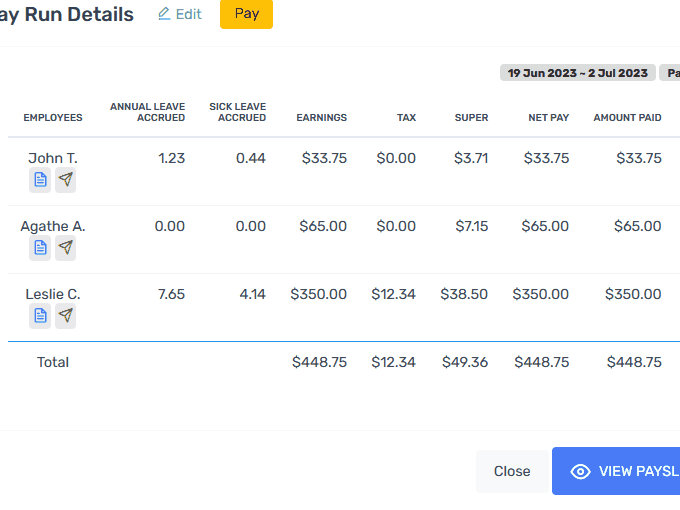 ay Run Details Edit Pay
19 Jun 2023 ~ 2 Jul 2023 Pa
EMPLOYEES ANNUAL LEAVE ACCRUED SICK LEAVE ACCRUED EARNINGS TAX SUPER NET PAY AMOUNT PAID
John T. 1.23 0.44 $33.75 $0.00 $3.71 $33.75 $33.75
Agathe A. 0.00 0.00 $65.00 $0.00 $7.15 $65.00 $65.00
Leslie C. 7.65 4.14 $350.00 $12.34 $38.50 $350.00 $350.00
Total $448.75 $12.34 $49.36 $448.75 $448.75
Close VIEW PAYSL